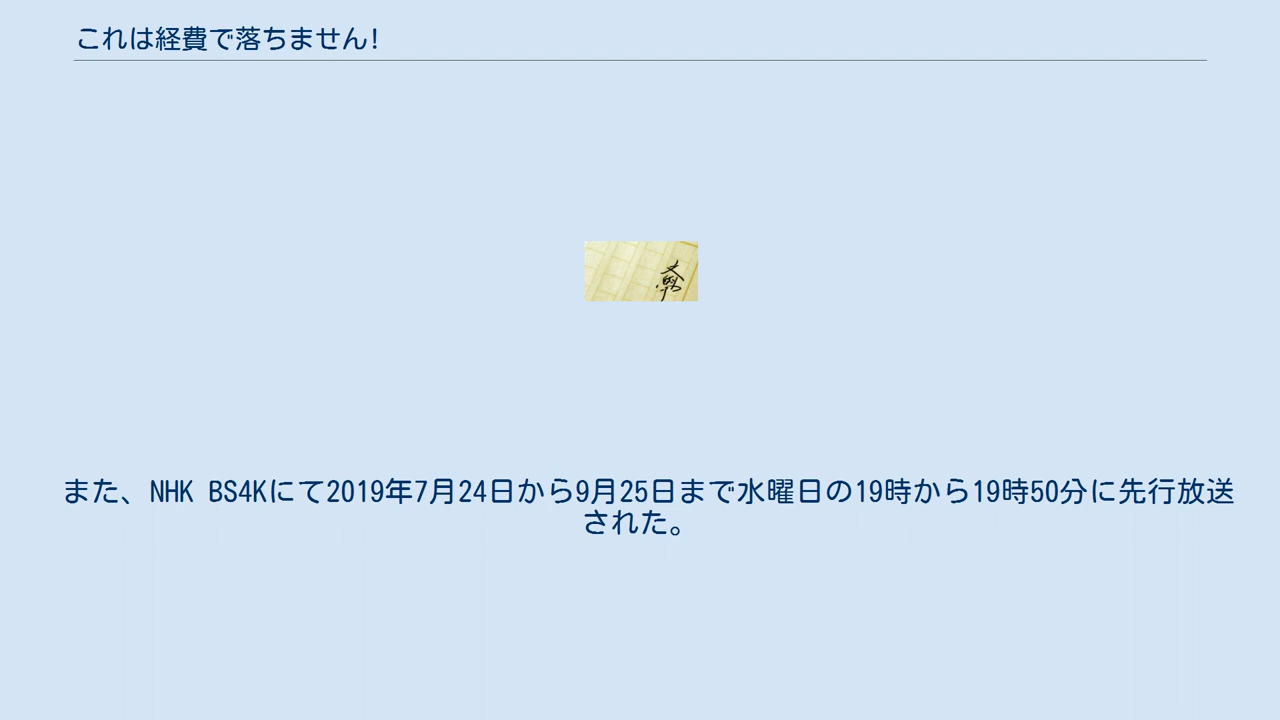 これは経費で落ちません!
また、NHK BS4Kにて2019年7月24日から9月25日まで水曜日の19時から19時50分に先行放送
された。